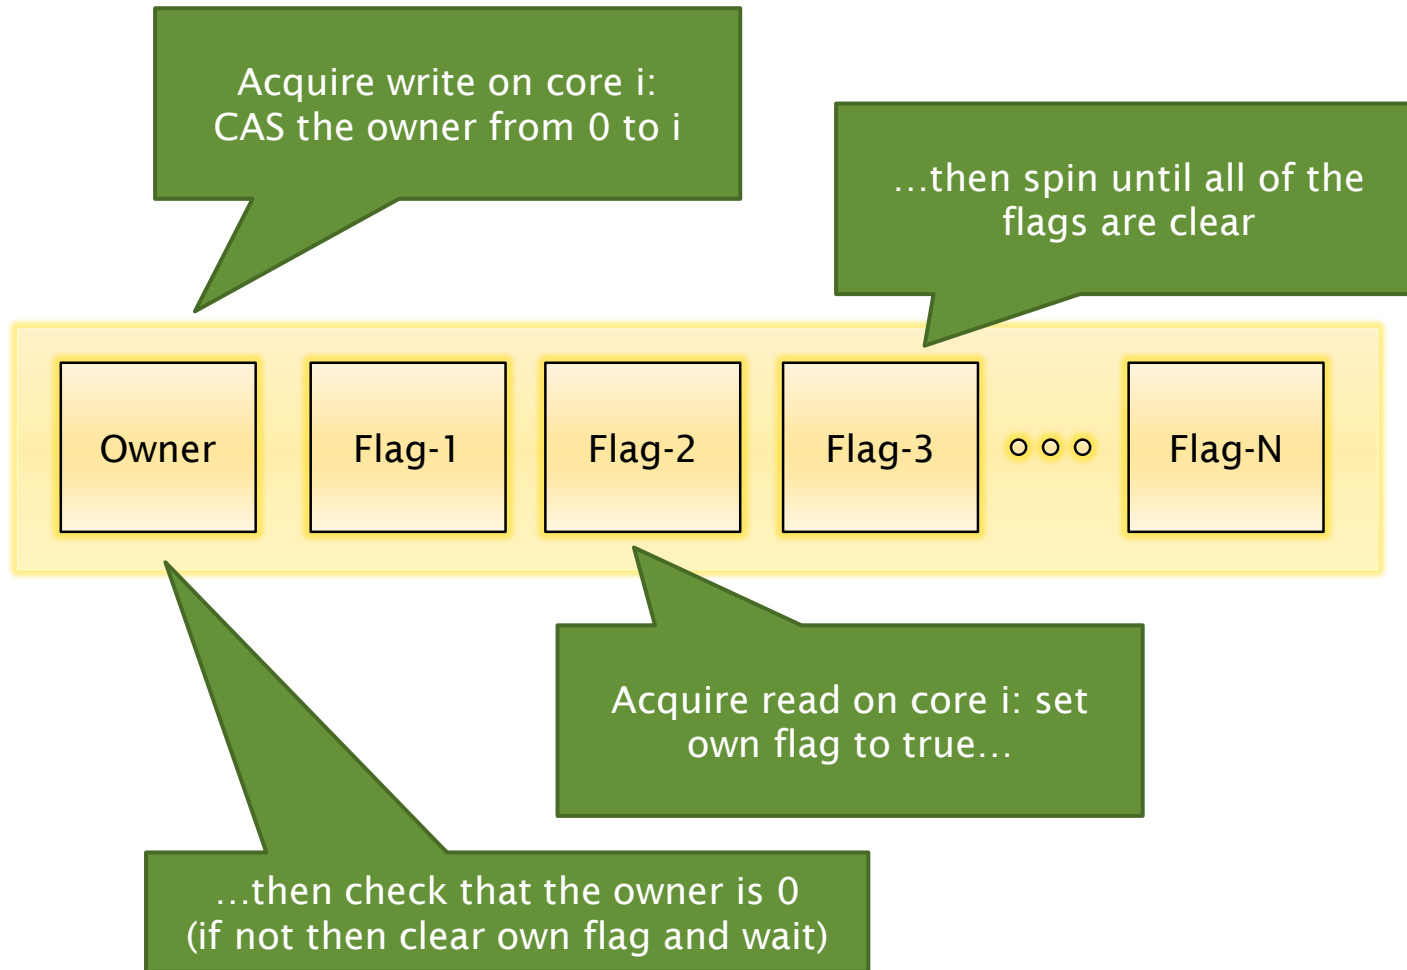 Acquire write on core i:
CAS the owner from 0 to i
…then spin until all of the
flags are clear
Owner
Flag-1
Flag-2
Flag-3
Flag-N
Acquire read on core i: set
own flag to true…
…then check that the owner is 0
(if not then clear own flag and wait)